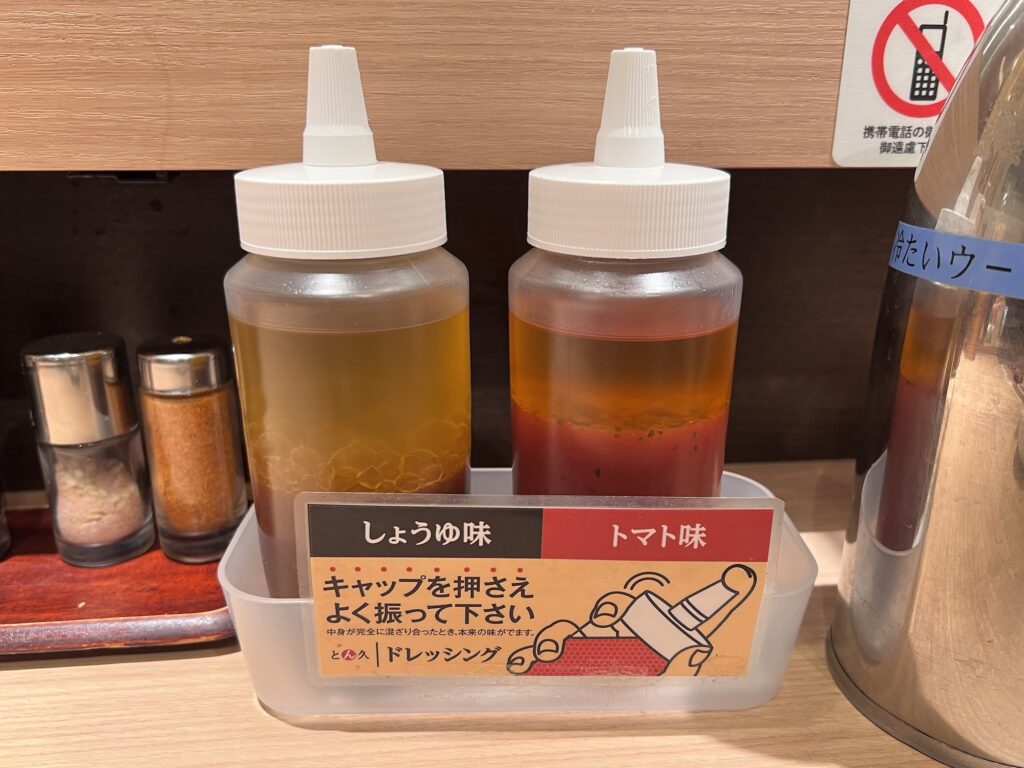 携帯電話の御
御遠慮下
冷たいウー
しょうゆ味
トマト味
キャップを押さえ
よく振って下さい
中身が完全に混ざり合ったとき、本来の味がでます。
とん久 ドレッシング